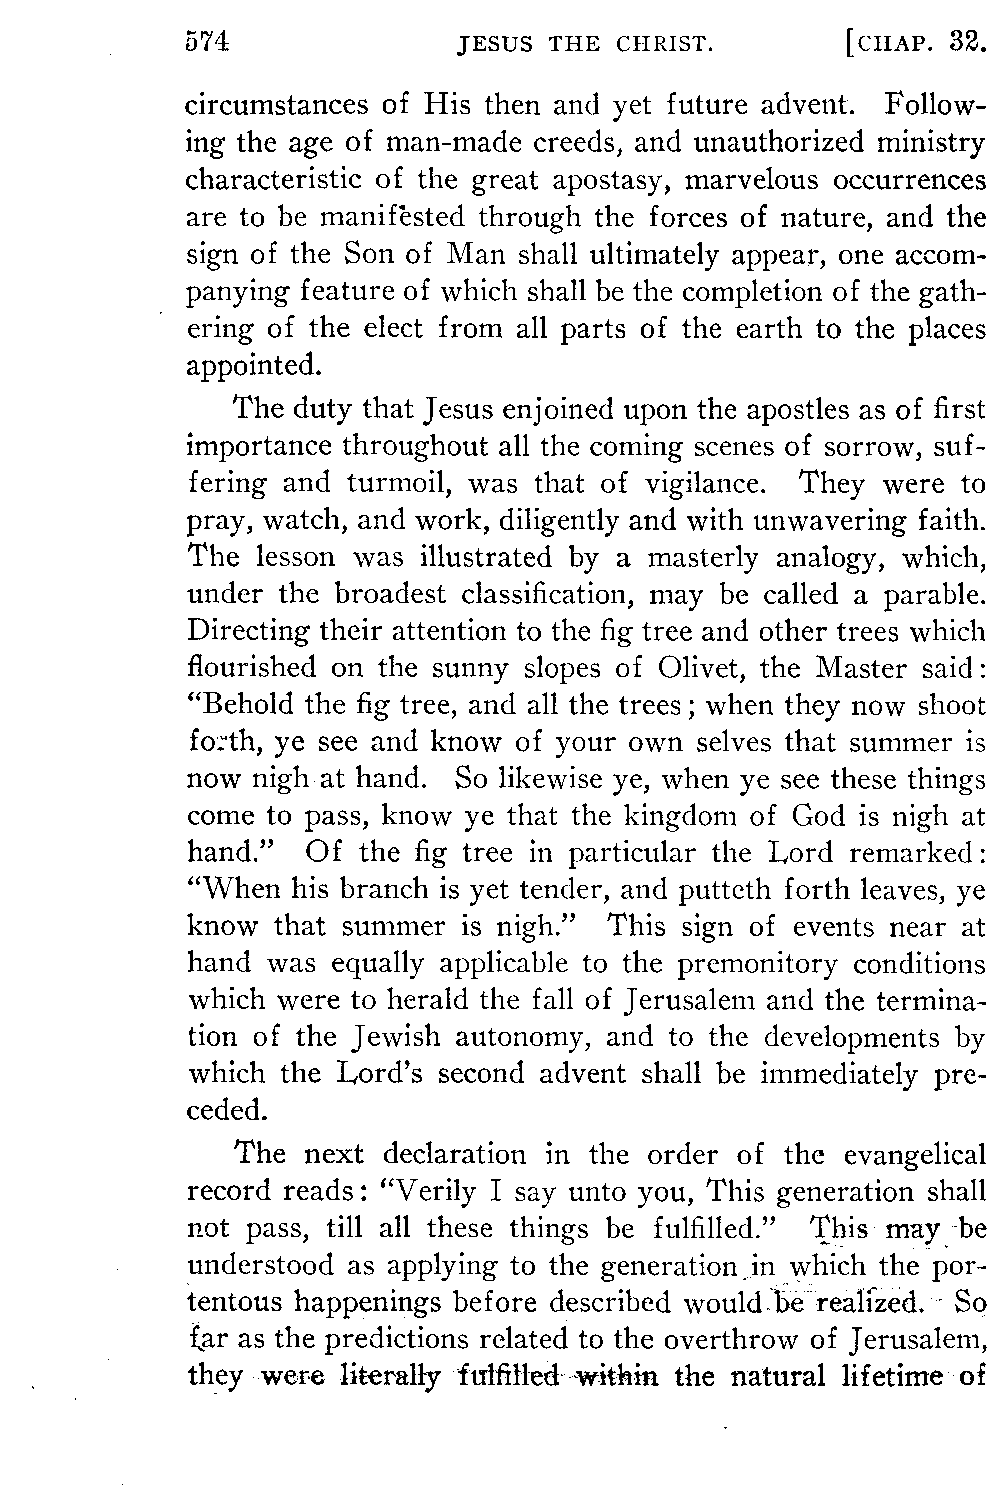 574 JESUS THE CHRIST. [CHAP. 32.
circumstances of His then and yet future advent. Follow-
ing the age of man-made creeds, and unauthorized ministry
characteristic of the great apostasy, marvelous occurrences
are to be manifested through the forces of nature, and the
sign of the Son of Man shall ultimately appear, one accom-
panying feature of which shall be the completion of the gath-
ering of the elect from all parts of the earth to the places
appointed.
The duty that Jesus enjoined upon the apostles as of first
importance throughout all the coming scenes of sorrow, suf-
fering and turmoil, was that of vigilance. They were to
pray, watch, and work, diligently and with unwavering faith.
The lesson was illustrated by a masterly analogy, which,
under the broadest classification, may be called a parable.
Directing their attention to the fig tree and other trees which
flourished on the sunny slopes of Olivet, the Master said:
“Behold the fig tree, and all the trees; when they now shoot
forth, ye see and know of your own selves that summer is
now nigh at hand. So likewise ye, when ye see these things
come to pass, know ye that the kingdom of God is nigh at
hand.” Of the fig tree in particular the Lord remarked:
“When his branch is yet tender, and putteth forth leaves, ye
know that summer is nigh.” This sign of events near at
hand was equally applicable to the premonitory conditions
which were to herald the fall of Jerusalem and the termina-
tion of the Jewish autonomy, and to the developments by
which the Lord’s second advent shall be immediately pre-
ceded.
The next declaration in the order of the evangelical
record reads: “Verily I say unto you, This generation shall
not pass, till all these things be fulfilled.” This may be
understood as applying to the generation in which the por-
tentous happenings before described would be realized. So
far as the predictions related to the overthrow of Jerusalem,
they were literally fulfilled within the natural lifetime of